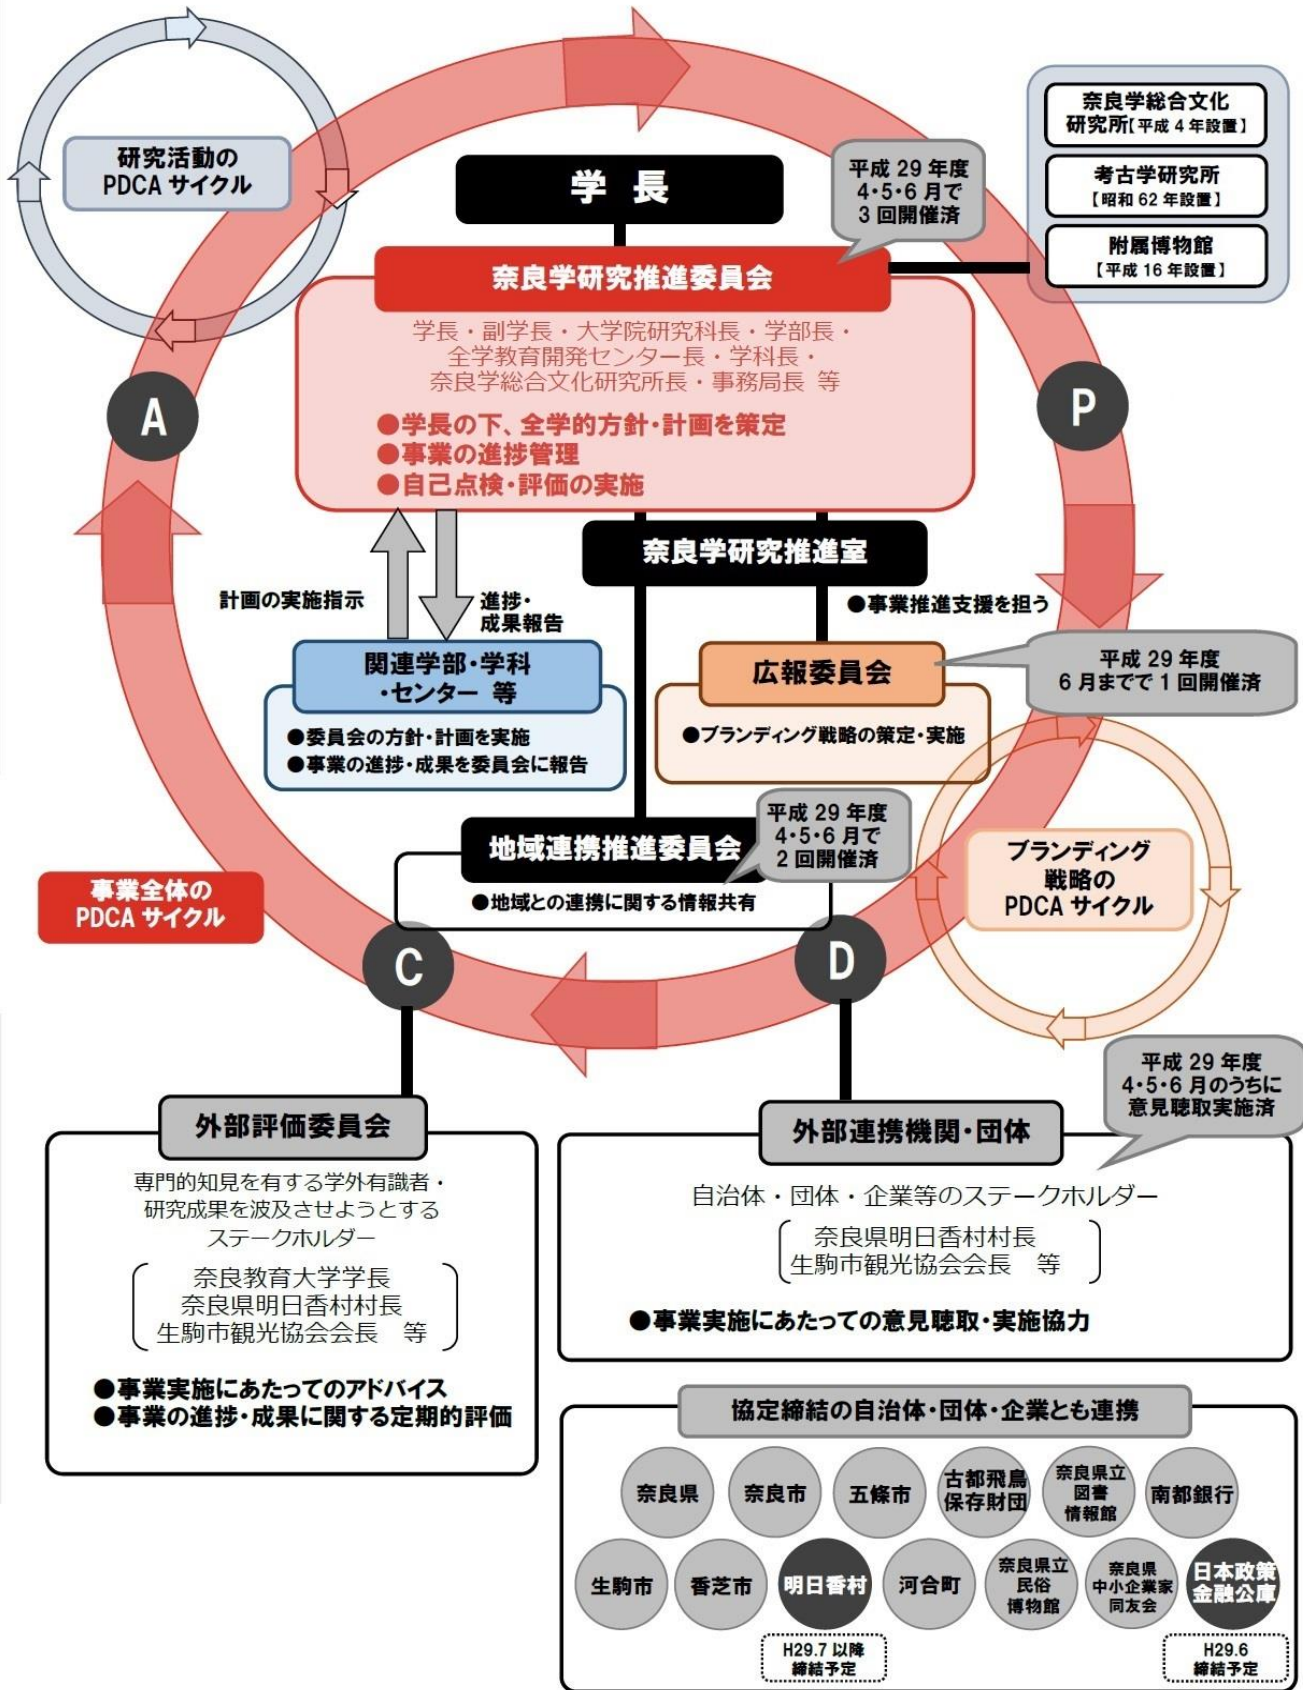 研究活動の
PDCA サイクル
学 長
平成 29 年度
4・5・6 月で
3 回開催済
奈良学総合文化
研究所【平成 4 年設置】
考古学研究所
【昭和 62 年設置】
附属博物館
【平成 16 年設置】
奈良学研究推進委員会
学長・副学長・大学院研究科長・学部長・
全学教育開発センター長・学科長・
奈良学総合文化研究所長・事務局長 等
●学長の下、全学的方針・計画を策定
●事業の進捗管理
●自己点検・評価の実施
A
P
奈良学研究推進室
●事業推進支援を担う
計画の実施指示
進捗・
成果報告
関連学部・学科
・センター 等
●委員会の方針・計画を実施
●事業の進捗・成果を委員会に報告
広報委員会
●ブランディング戦略の策定・実施
平成 29 年度
6 月までで 1 回開催済
地域連携推進委員会
●地域との連携に関する情報共有
平成 29 年度
4・5・6 月で
2 回開催済
ブランディング
戦略の
PDCA サイクル
事業全体の
PDCA サイクル
C
D
外部評価委員会
専門的知見を有する学外有識者・
研究成果を波及させようとする
ステークホルダー
奈良教育大学学長
奈良県明日香村村長
生駒市観光協会会長 等
●事業実施にあたってのアドバイス
●事業の進捗・成果に関する定期的評価
平成 29 年度
4・5・6 月のうちに
意見聴取実施済
外部連携機関・団体
自治体・団体・企業等のステークホルダー
奈良県明日香村村長
生駒市観光協会会長 等
●事業実施にあたっての意見聴取・実施協力
協定締結の自治体・団体・企業とも連携
奈良県
奈良市
五條市
古都飛鳥
保存財団
奈良県立
図書
情報館
南都銀行
生駒市
香芝市
明日香村
河合町
奈良県立
民俗
博物館
奈良県
中小企業家
同友会
日本政策
金融公庫
H29.7 以降
締結予定
H29.6
締結予定